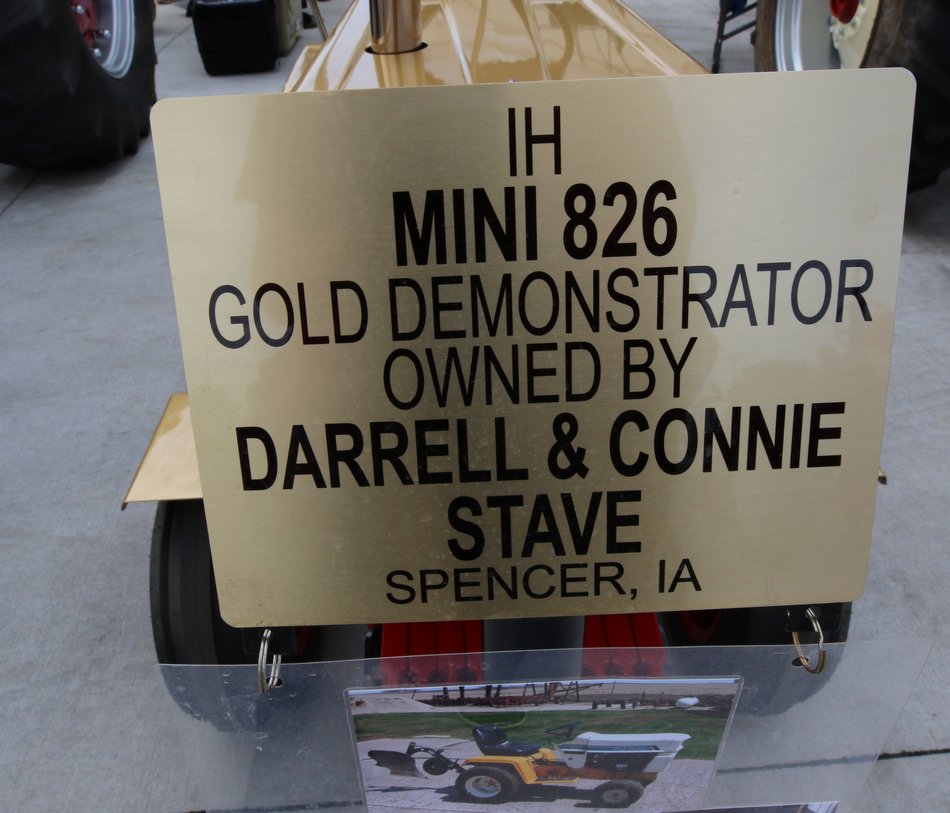 IH
MINI 826
GOLD DEMONSTRATOR
OWNED BY
DARRELL & CONNIE
STAVE
SPENCER, IA